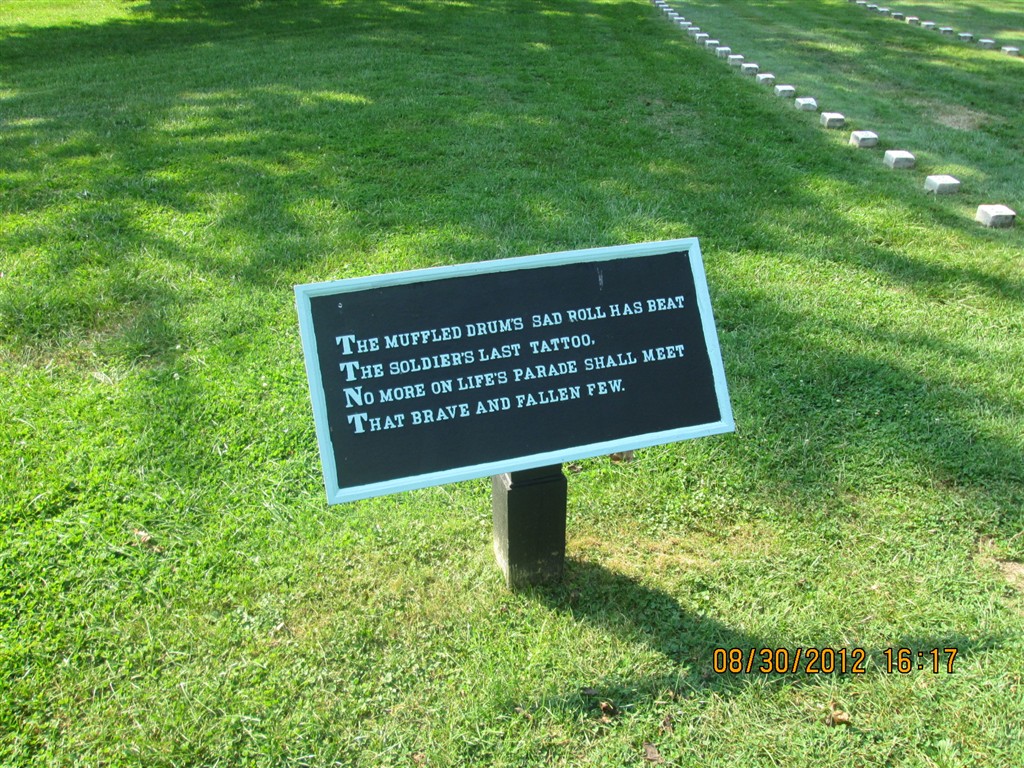 THE MUFFLED DRUM'S SAD ROLL HAS BEAT
THE SOLDIER'S LAST TATTOO.
NO MORE ON LIFE'S PARADE SHALL MEET
THAT BRAVE AND FALLEN FEW.
08/30/2012 16:17